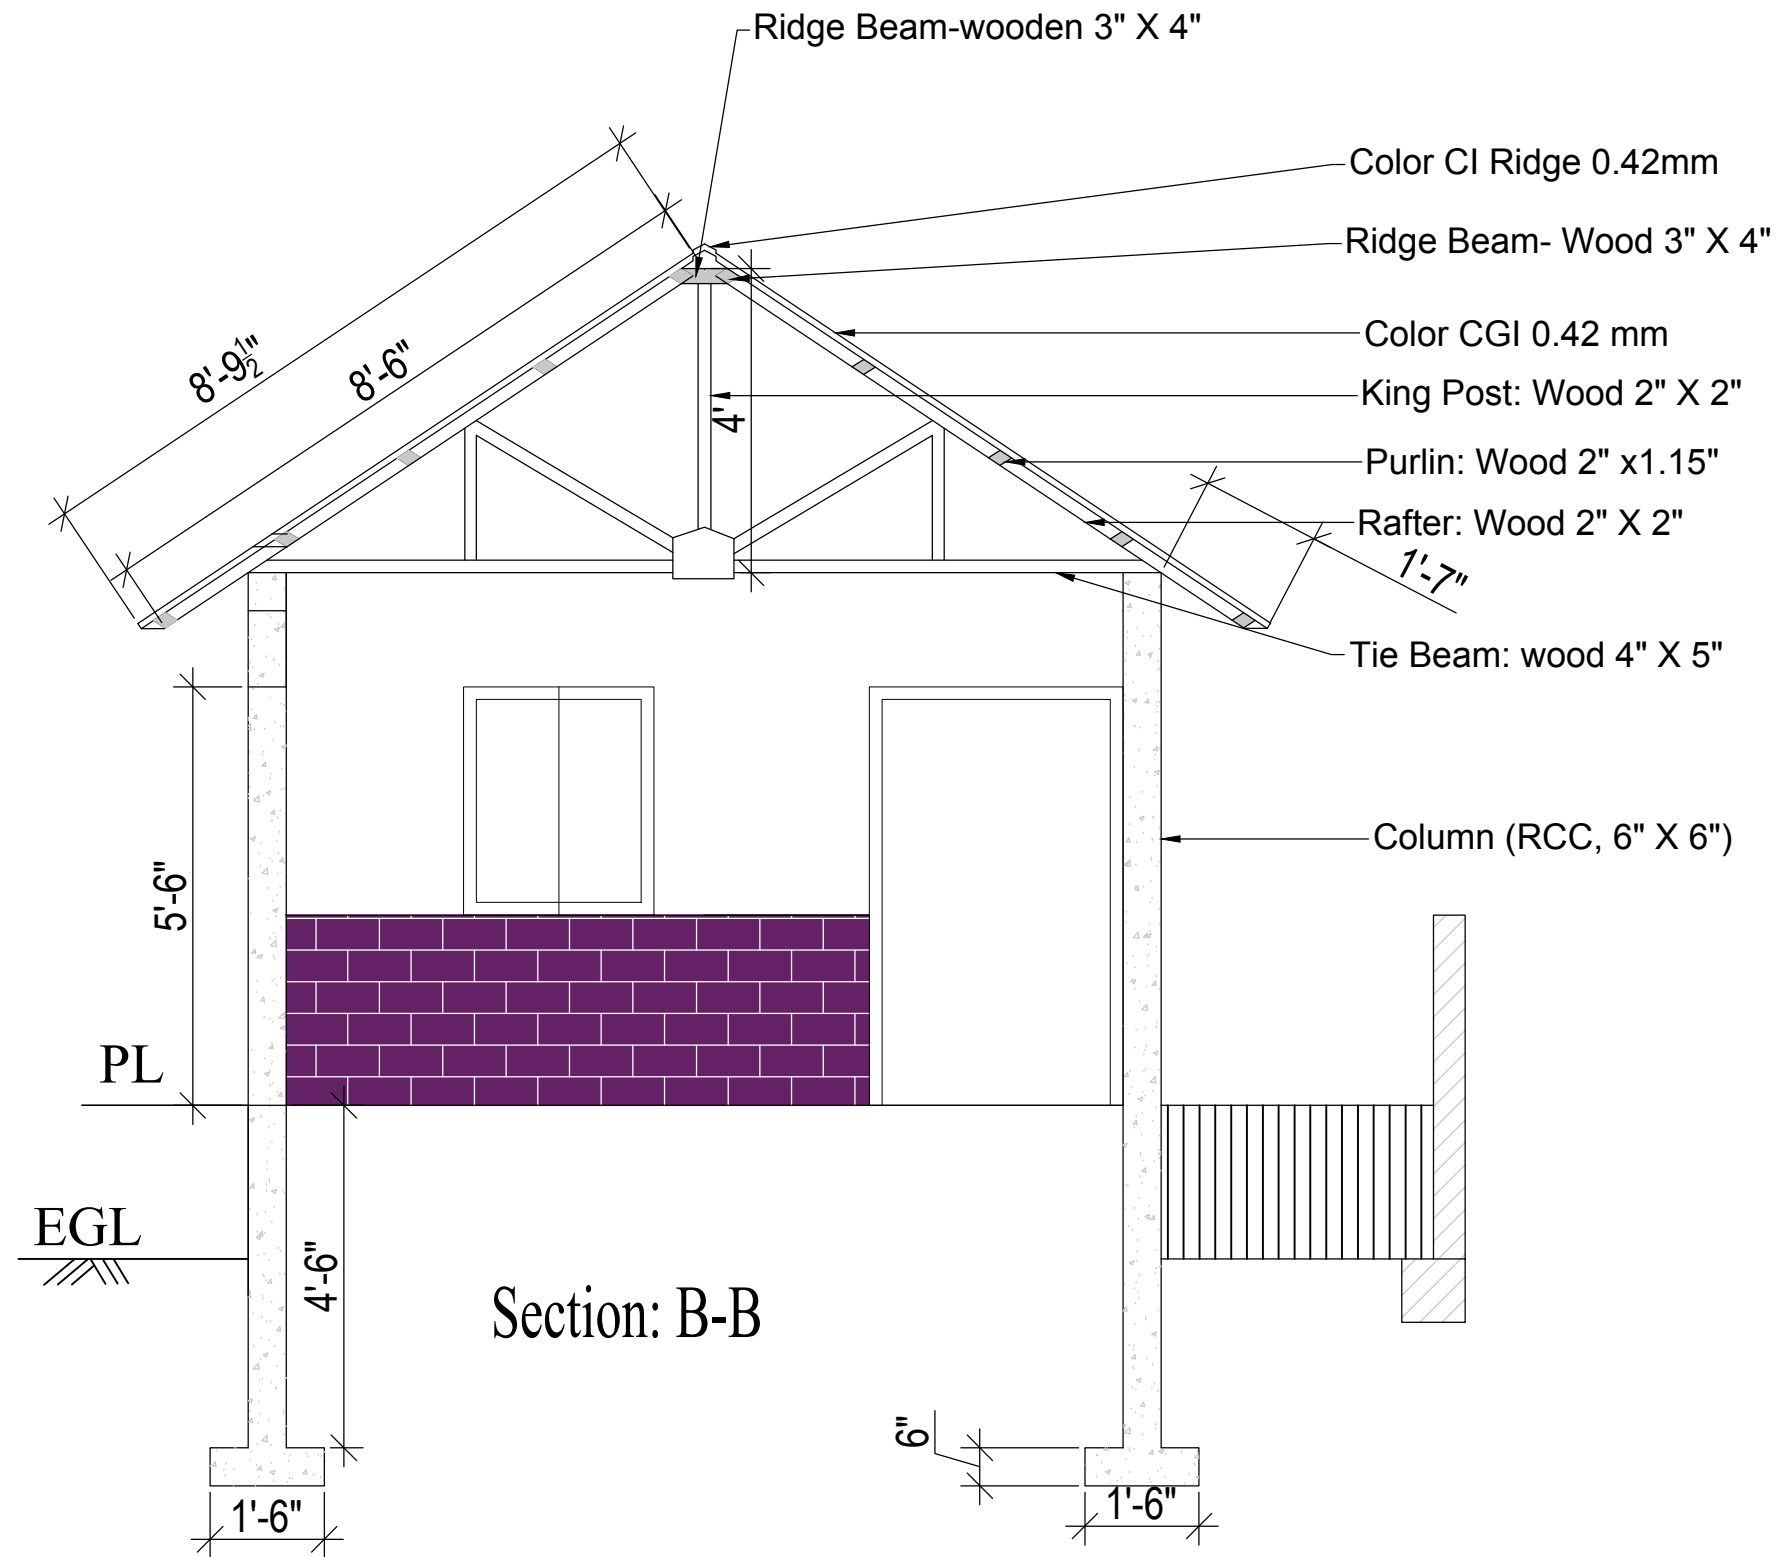 Ridge Beam-wooden 3" X 4"
Color CI Ridge 0.42mm
Ridge Beam- Wood 3" X 4"
Color CGI 0.42 mm
King Post: Wood 2" X 2"
Purlin: Wood 2" x1.15"
Rafter: Wood 2" X 2"
Tie Beam: wood 4" X 5"
Column (RCC, 6" X 6")
8'-9½"
8'-6"
4'
1'-7"
5'-6"
PL
EGL
4'-6"
Section: B-B
6"
1'-6"
1'-6"